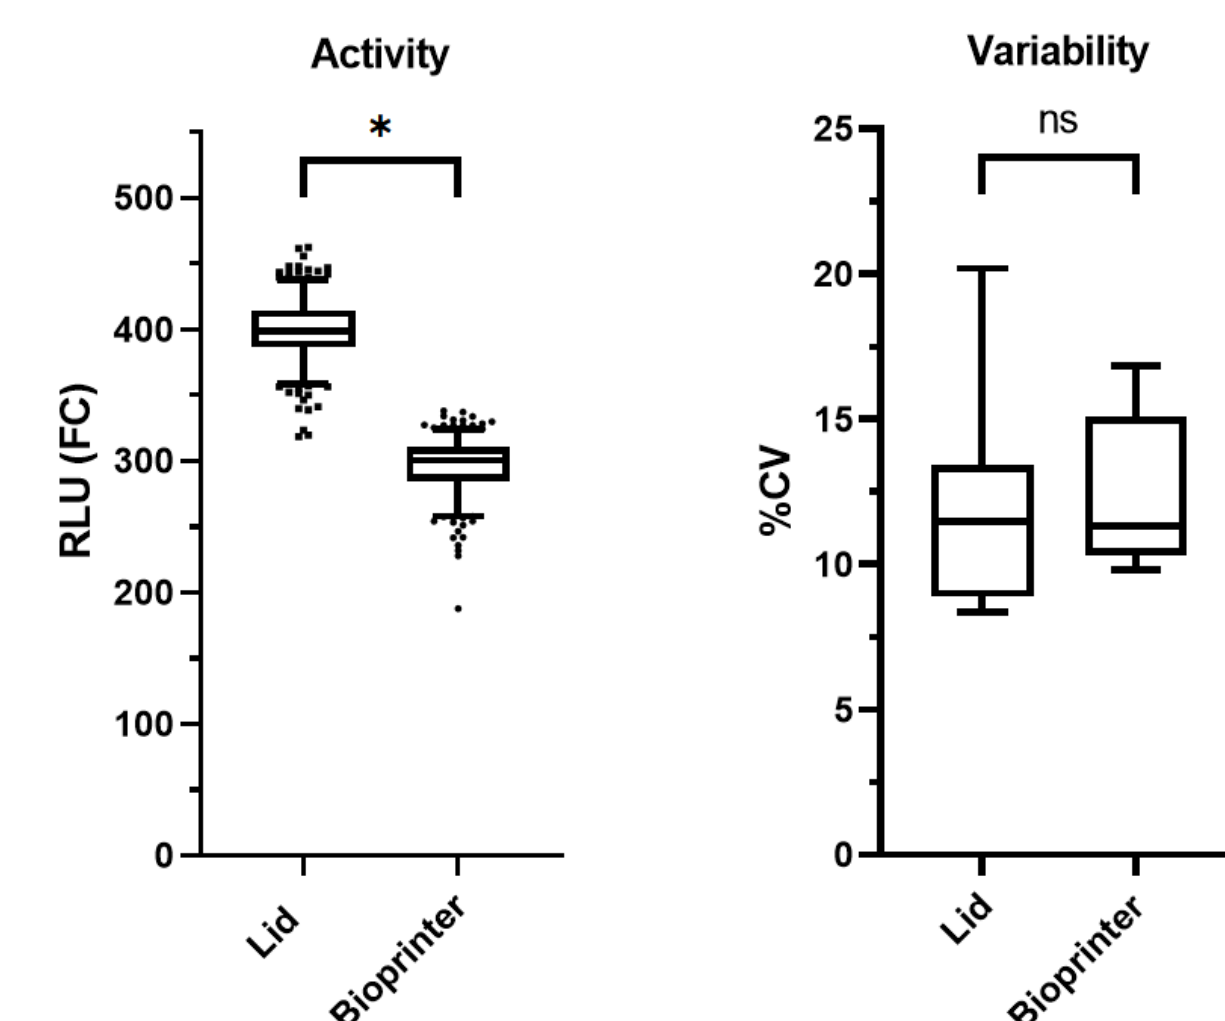 Activity
*
500
400
300
200
100
0
RLU (FC)
Lid
Bioprinter
Variability
ns
25
20
15
10
5
0
%CV
Lid
Bioprinter